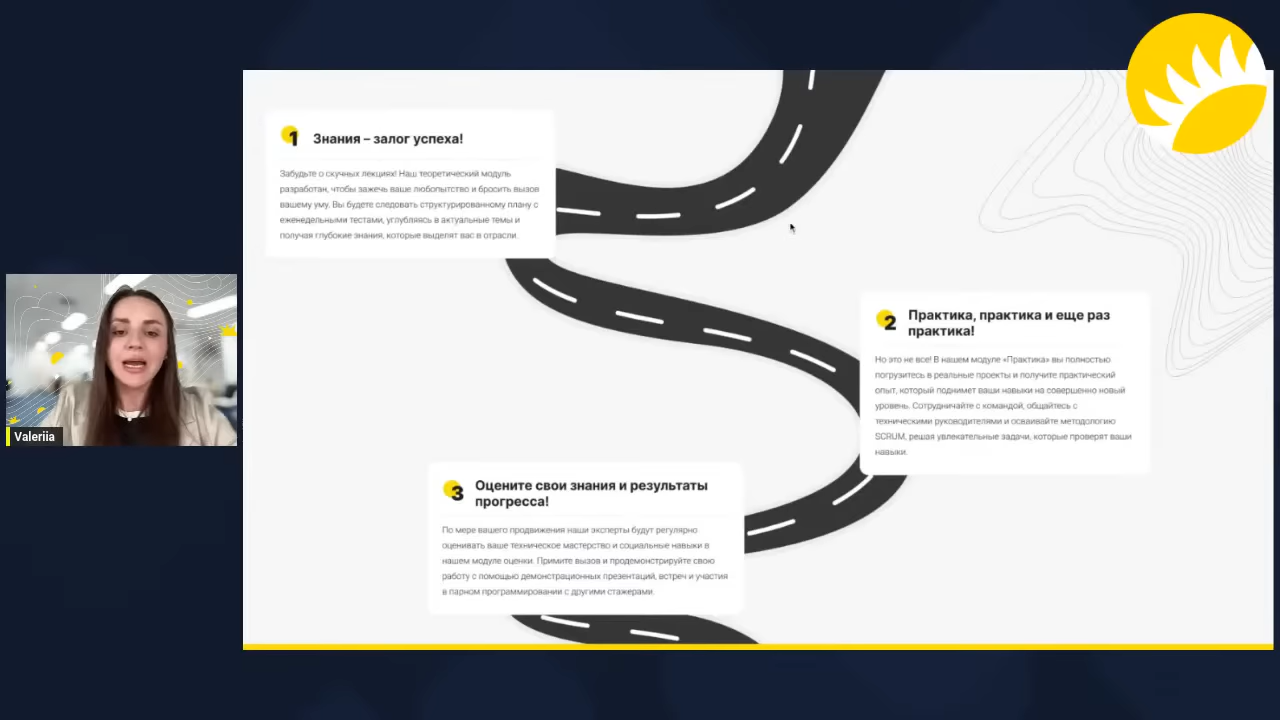 1 Знания – залог успеха!
Забудьте о скучных лекциях! Наш теоретический модуль
разработан, чтобы зажечь ваше любопытство и бросить вызов
вашему уму. Вы будете следовать структурированному плану с
еженедельными тестами, углубляясь в актуальные темы и
получая глубокие знания, которые выделят вас в отрасли.
2 Практика, практика и еще раз
практика!
Но это не все! В нашем модуле «Практика» вы полностью
погрузитесь в реальные проекты и получите практический
опыт, который поднимет ваши навыки на совершенно новый
уровень. Сотрудничайте с командой, общайтесь с
техническими руководителями и осваивайте методологию
SCRUM, решая увлекательные задачи, которые проверят ваши
навыки.
Valeriia
3 Оцените свои знания и результаты
прогресса!
По мере вашего продвижения наши эксперты будут регулярно
оценивать ваше техническое мастерство и социальные навыки в
нашем модуле оценки. Примите вызов и продемонстрируйте свою
работу с помощью демонстрационных презентаций, встреч и участия
в парном программировании с другими стажерами.